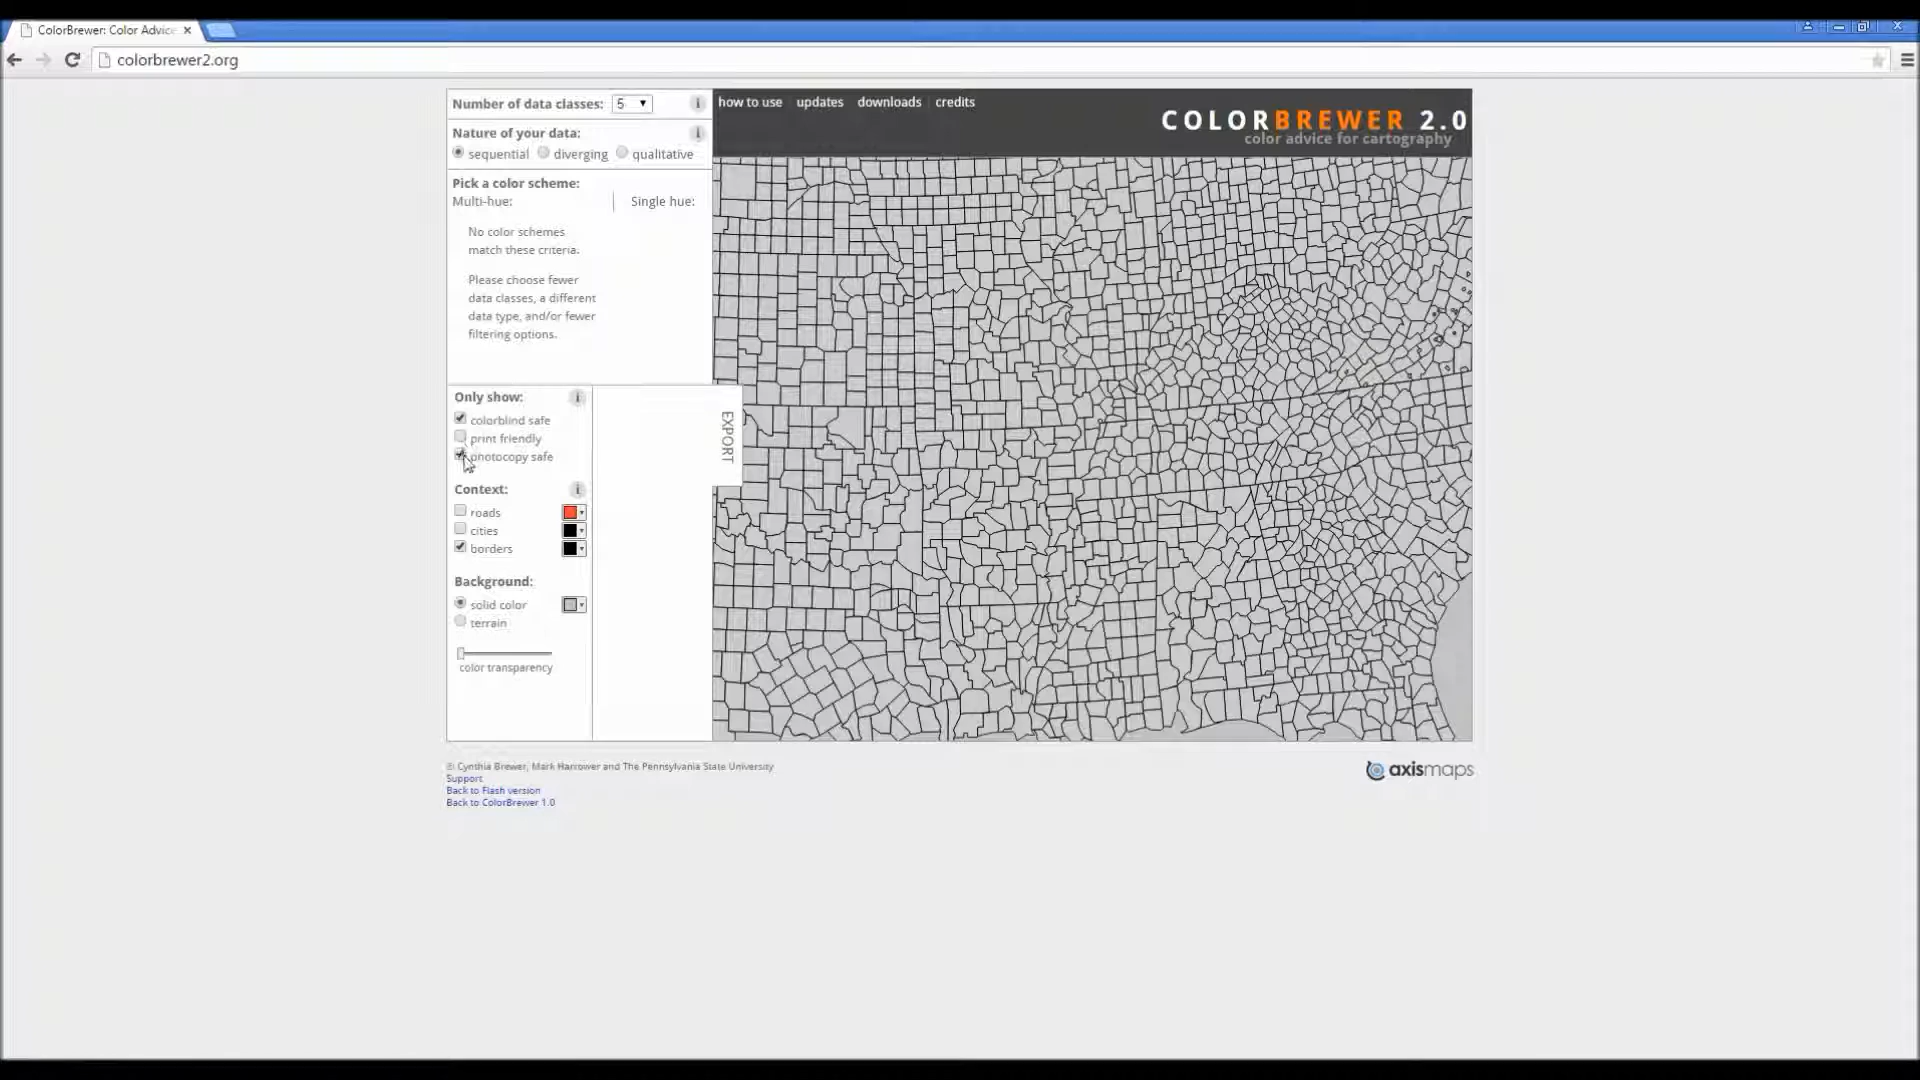 ColorBrewer: Color Advice
colorbrewer2.org
Number of data classes: 5
how to use updates downloads credits
COLORBREWER 2.0
color advice for cartography
Nature of your data:
sequential diverging qualitative
Pick a color scheme:
Multi-hue: Single hue:
No color schemes
match these criteria.
Please choose fewer
data classes, a different
data type, and/or fewer
filtering options.
Only show:
colorblind safe
print friendly
photocopy safe
EXPORT
Context:
roads
cities
borders
Background:
solid color
terrain
color transparency
© Cynthia Brewer, Mark Harrower and The Pennsylvania State University
Support
Back to Flash version
Back to ColorBrewer 1.0
axismaps